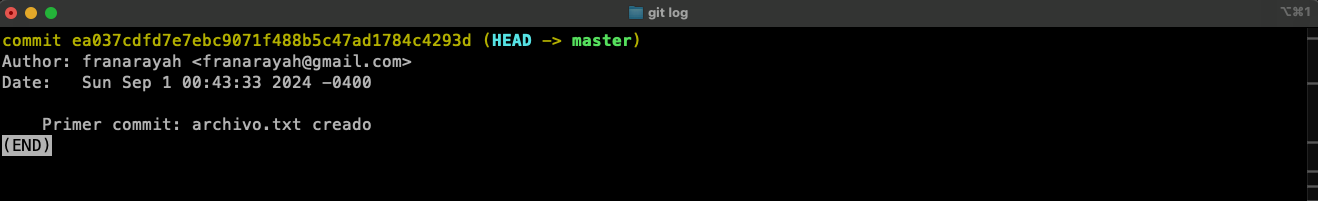 git log
⌥⌘1
commit ea037cdfd7e7ebc9071f488b5c47ad1784c4293d (HEAD -> master)
Author: franarayah <franarayah@gmail.com>
Date:   Sun Sep 1 00:43:33 2024 -0400
    Primer commit: archivo.txt creado
(END)